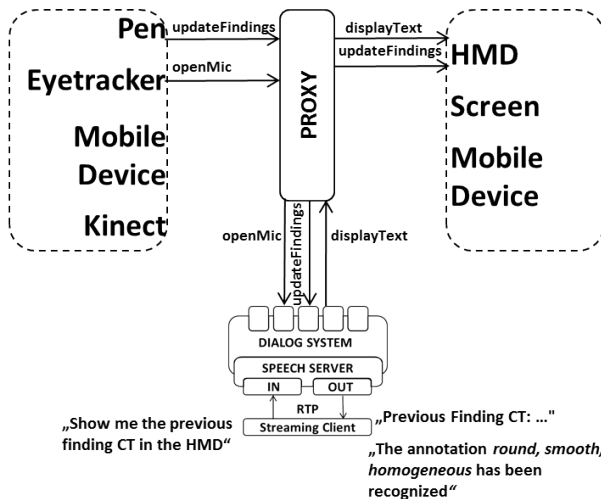 Pen
updateFindings
displayText
updateFindings
HMD
Eyetracker
openMic
PROXY
Screen
Mobile
Device
Mobile
Device
Kinect
openMic
updateFindings
displayText
DIALOG SYSTEM
SPEECH SERVER
IN
OUT
RTP
Streaming Client
„Show me the previous
finding CT in the HMD“
„Previous Finding CT: ..."
„The annotation round, smooth,
homogeneous has been
recognized“